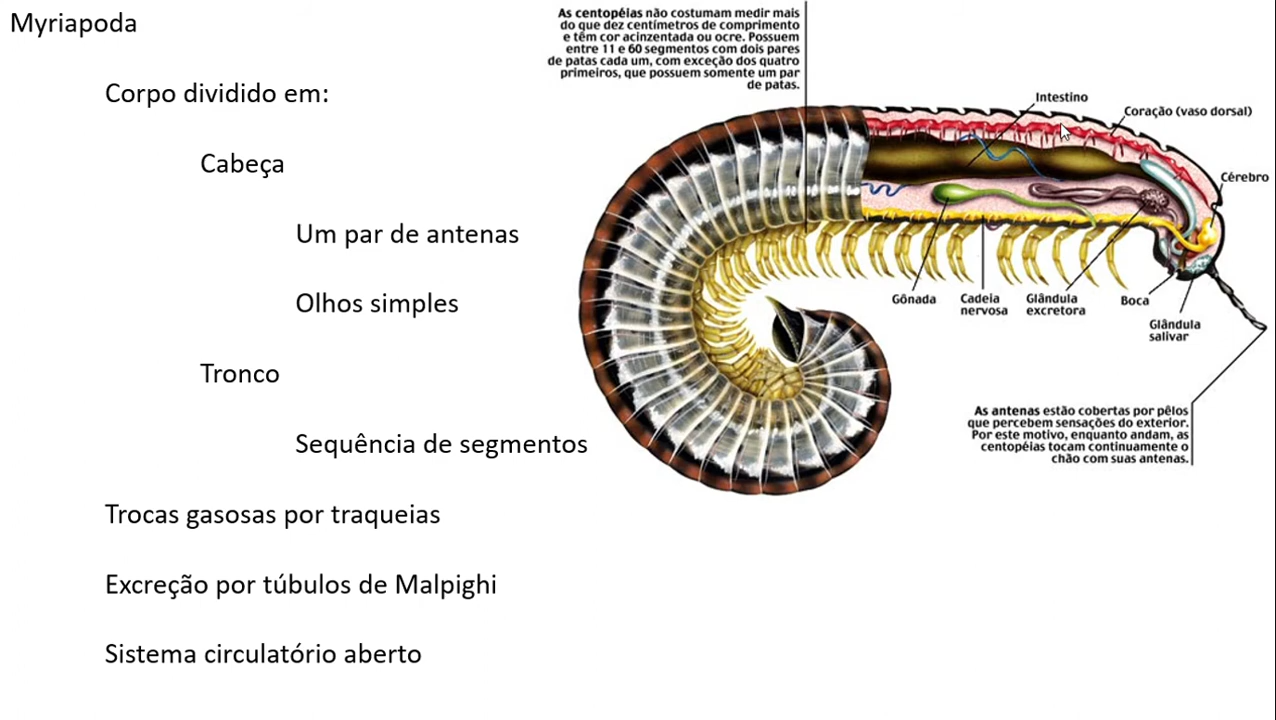 Myriapoda
Corpo dividido em:
Cabeça
Um par de antenas
Olhos simples
Tronco
Sequência de segmentos
Trocas gasosas por traqueias
Excreção por túbulos de Malpighi
Sistema circulatório aberto
As centopéias não costumam medir mais
do que dez centímetros de comprimento
e têm cor acinzentada ou ocre. Possuem
entre 11 e 60 segmentos com dois pares
de patas cada um, com exceção dos quatro
primeiros, que possuem somente um par
de patas.
Intestino
Coração (vaso dorsal)
Cérebro
Gônada
Cadeia
nervosa
Glândula
excretora
Boca
Glândula
salivar
As antenas estão cobertas por pêlos
que percebem sensações do exterior.
Por este motivo, enquanto andam, as
centopéias tocam continuamente o
chão com suas antenas.